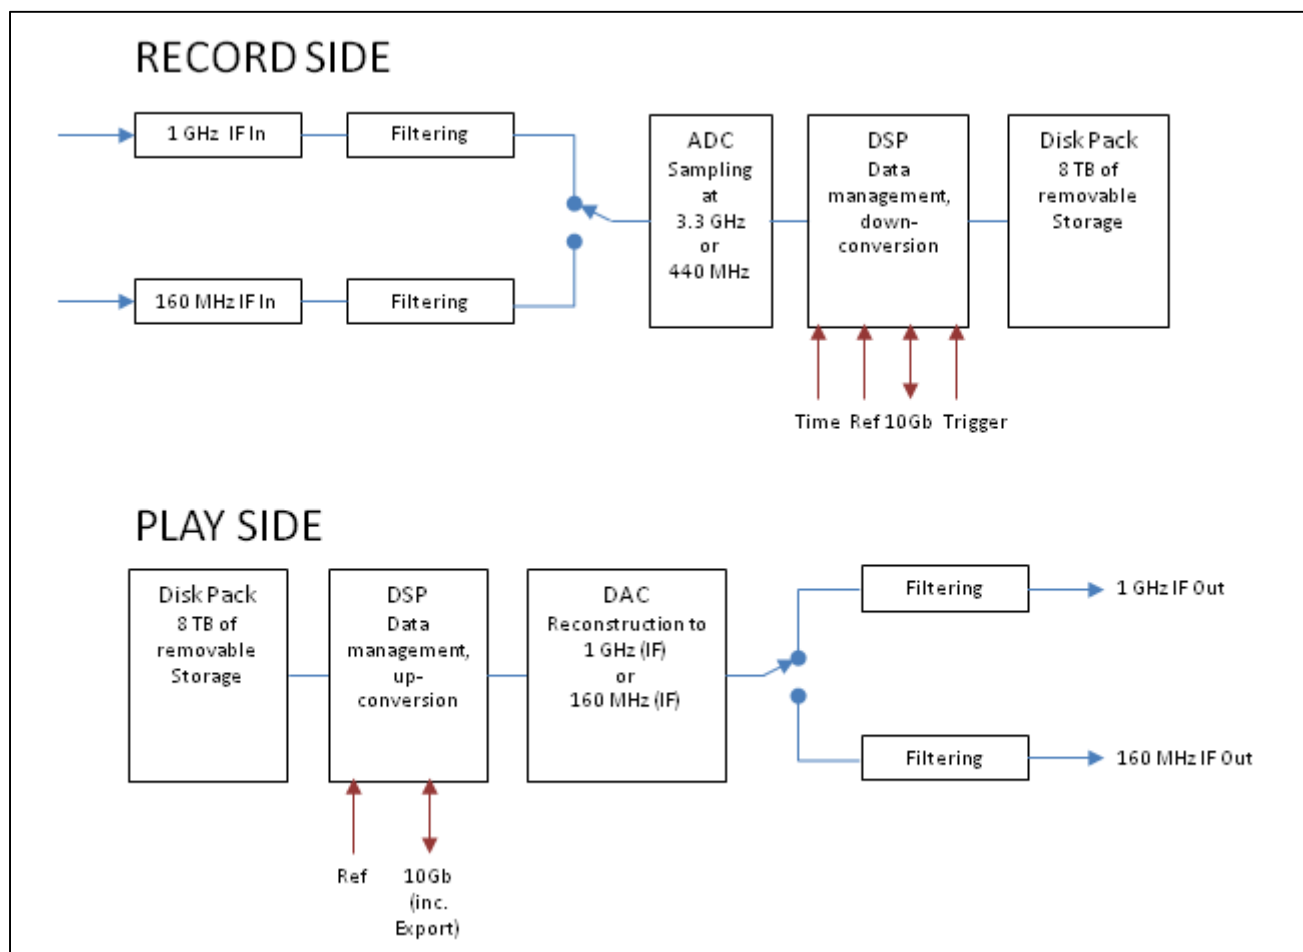 RECORD SIDE
1 GHz IF In
Filtering
160 MHz IF In
Filtering
ADC
Sampling
at
3.3 GHz
or
440 MHz
DSP
Data
management,
down-
conversion
Disk Pack
8 TB of
removable
Storage
Time Ref 10Gb Trigger
PLAY SIDE
Disk Pack
8 TB of
removable
Storage
DSP
Data
management,
up-
conversion
DAC
Reconstruction to
1 GHz (IF)
or
160 MHz (IF)
Filtering
1 GHz IF Out
Filtering
160 MHz IF Out
Ref
10Gb
(inc.
Export)